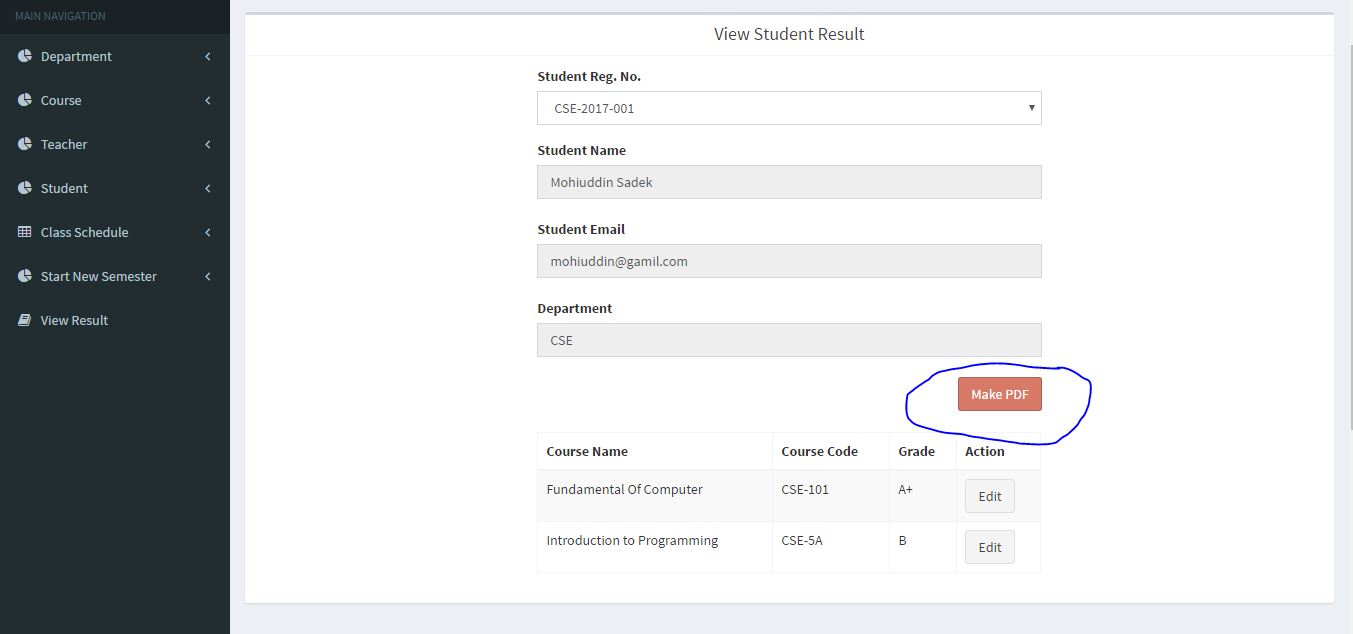 MAIN NAVIGATION
Department
Course
Teacher
Student
Class Schedule
Start New Semester
View Result
View Student Result
Student Reg. No.
CSE-2017-001
Student Name
Mohiuddin Sadek
Student Email
mohiuddin@gamil.com
Department
CSE
Make PDF
Course Name Course Code Grade Action
Fundamental Of Computer CSE-101 A+ Edit
Introduction to Programming CSE-5A B Edit